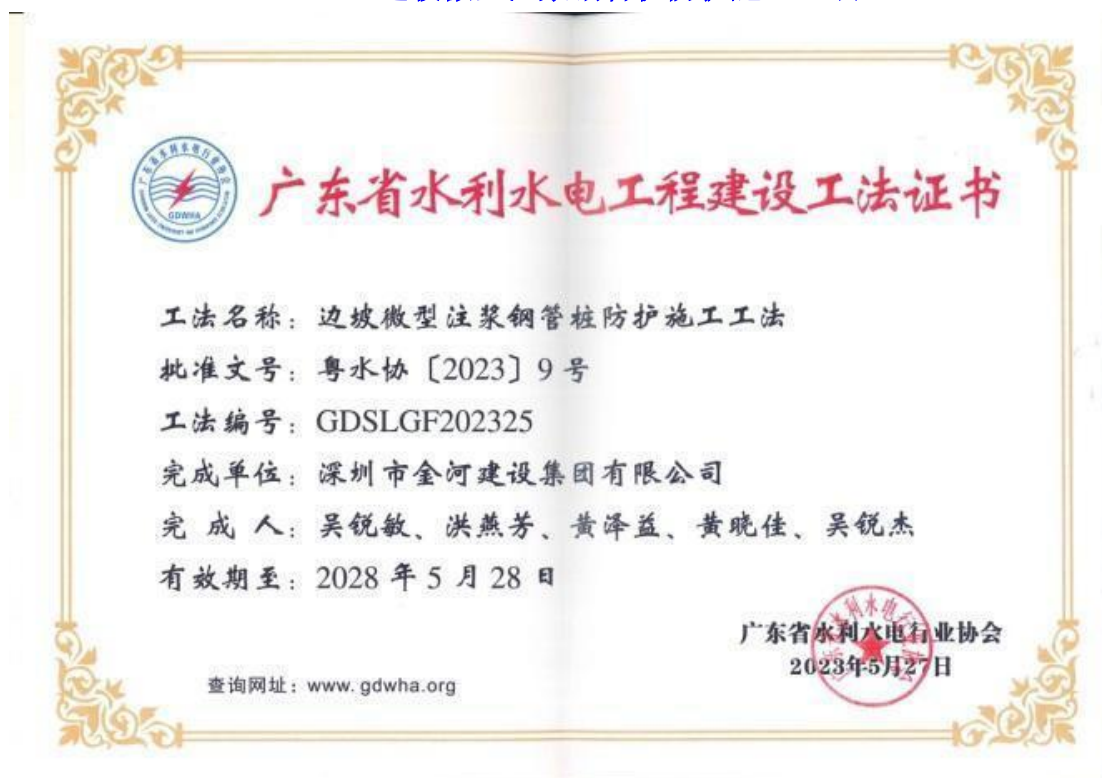 广东省水利水电工程建设工法证书
GDWHA
工法名称：边坡微型注浆钢管桩防护施工工法
批准文号：粤水协〔2023〕9号
工法编号：GDSLGF202325
完成单位：深圳市金河建设集团有限公司
完成人：吴锐敏、洪燕芳、黄泽益、黄晓佳、吴锐杰
有效期至：2028年5月28日
广东省水利水电行业协会
2023年5月27日
查询网址：www.gdwha.org